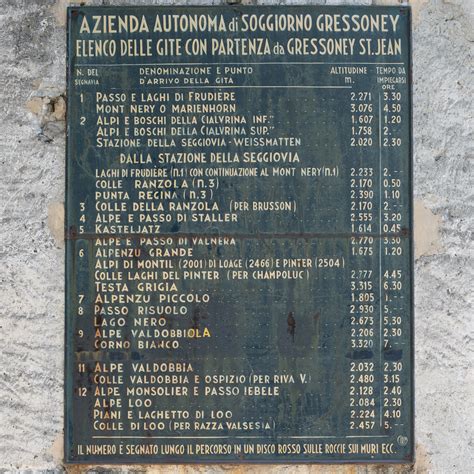 AZIENDA AUTONOMA di SOGGIORNO GRESSONEY
ELENCO DELLE GITE CON PARTENZA da GRESSONEY ST. JEAN
N. DEL SEGNAVIA DENOMINAZIONE E PUNTO D'ARRIVO DELLA GITA ALTITUDINE m. TEMPO DA IMPIEGARSI ORE
1 PASSO E LAGHI DI FRUDIERE 2.271 3.30
MONT NERY O MARIENHORN 3.076 4.50
2 ALPI E BOSCHI DELLA CIALVRINA INF." 1.607 1.20
ALPI E BOSCHI DELLA CIALVRINA SUP." 1.758 2.-
STAZIONE DELLA SEGGIOVIA - WEISSMATTEN 2.020 2.30
DALLA STAZIONE DELLA SEGGIOVIA
LAGHI DI FRUDIÈRE (N.1) CON CONTINUAZIONE AL MONT NERY (N.1) 2.233 2.--
COLLE RANZOLA (N.3) 2.170 0.50
PUNTA REGINA (N.3) 2.390 1.10
3 COLLE DELLA RANZOLA (PER BRUSSON) 2.170 2.--
4 ALPE E PASSO DI STALLER 2.555 3.20
5 KASTELJATZ 1.614 0.45
ALPE E PASSO DI VALNERA 2.770 3.30
6 ALPENZU GRANDE 1.675 1.20
ALPI DI MONTIL (2001) DI LOAGE (2466) E PINTER (2504)
COLLE LAGHI DEL PINTER (PER CHAMPOLUC) 2.777 4.45
TESTA GRIGIA 3.315 6.30
7 ALPENZU PICCOLO 1.805 1.--
8 PASSO RISUOLO 2.930 5.--
LAGO NERO 2.673 5.30
9 ALPE VALDOBBIOLA 2.206 2.30
CORNO BIANCO 3.320 7.--
11 ALPE VALDOBBIA 2.032 2.30
COLLE VALDOBBIA E OSPIZIO (PER RIVA V.) 2.480 3.15
12 ALPE MONSOLIER E PASSO IEBELE 2.128 2.40
ALPE LOO 2.084 2.30
PIANI E LACHETTO DI LOO 2.224 4.10
COLLE DI LOO (PER RAZZA VALSESIA) 2.452
IL NUMERO È SEGNATO LUNGO IL PERCORSO IN UN DISCO ROSSO SULLE ROCCIE SUI MURI ECC.